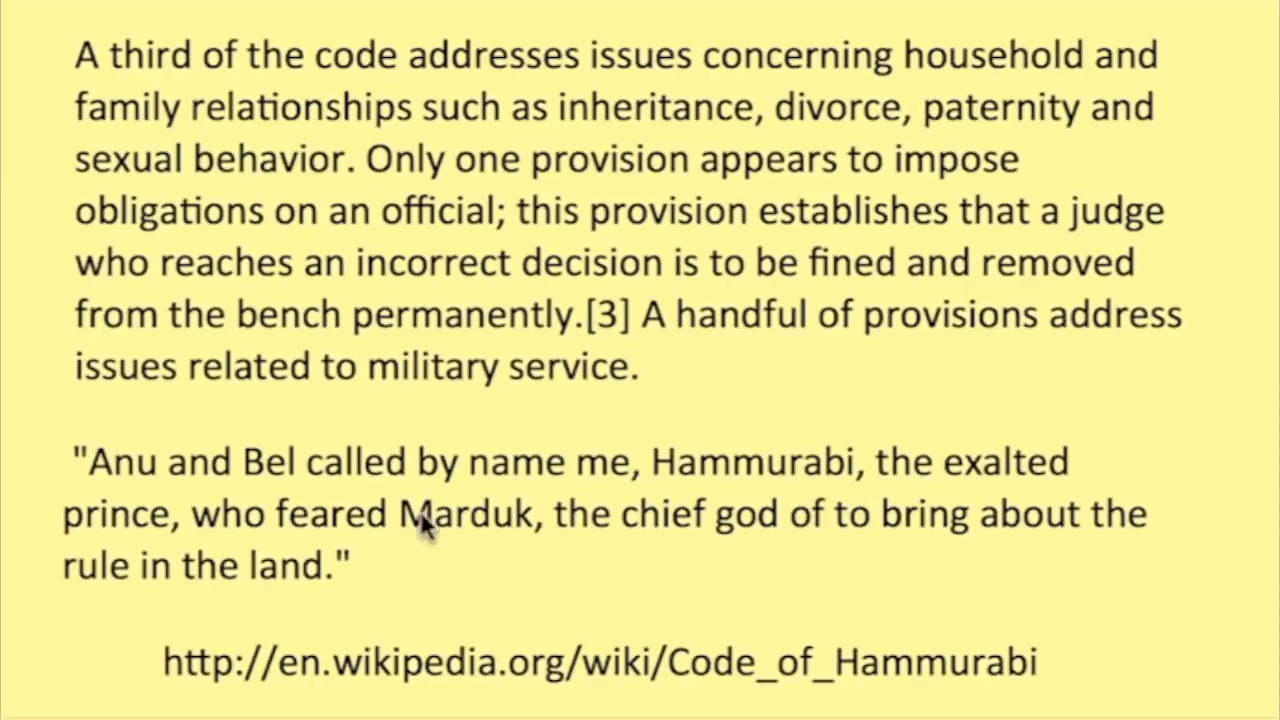 A third of the code addresses issues concerning household and
family relationships such as inheritance, divorce, paternity and
sexual behavior. Only one provision appears to impose
obligations on an official; this provision establishes that a judge
who reaches an incorrect decision is to be fined and removed
from the bench permanently.[3] A handful of provisions address
issues related to military service.
"Anu and Bel called by name me, Hammurabi, the exalted
prince, who feared Marduk, the chief god of to bring about the
rule in the land."
http://en.wikipedia.org/wiki/Code_of_Hammurabi